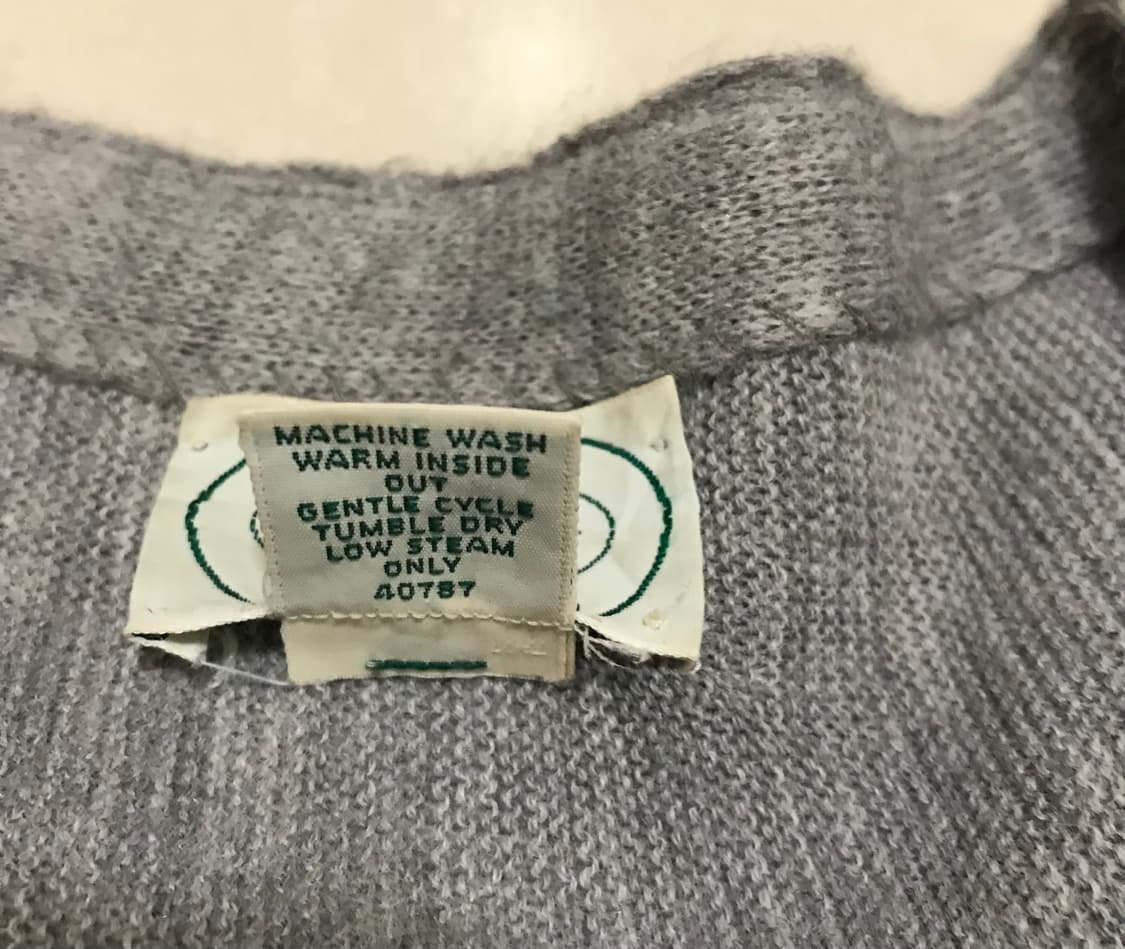 MACHINE WASH
WARM INSIDE
OUT
GENTLE CYCLE
TUMBLE DRY
LOW STEAM
ONLY
40787